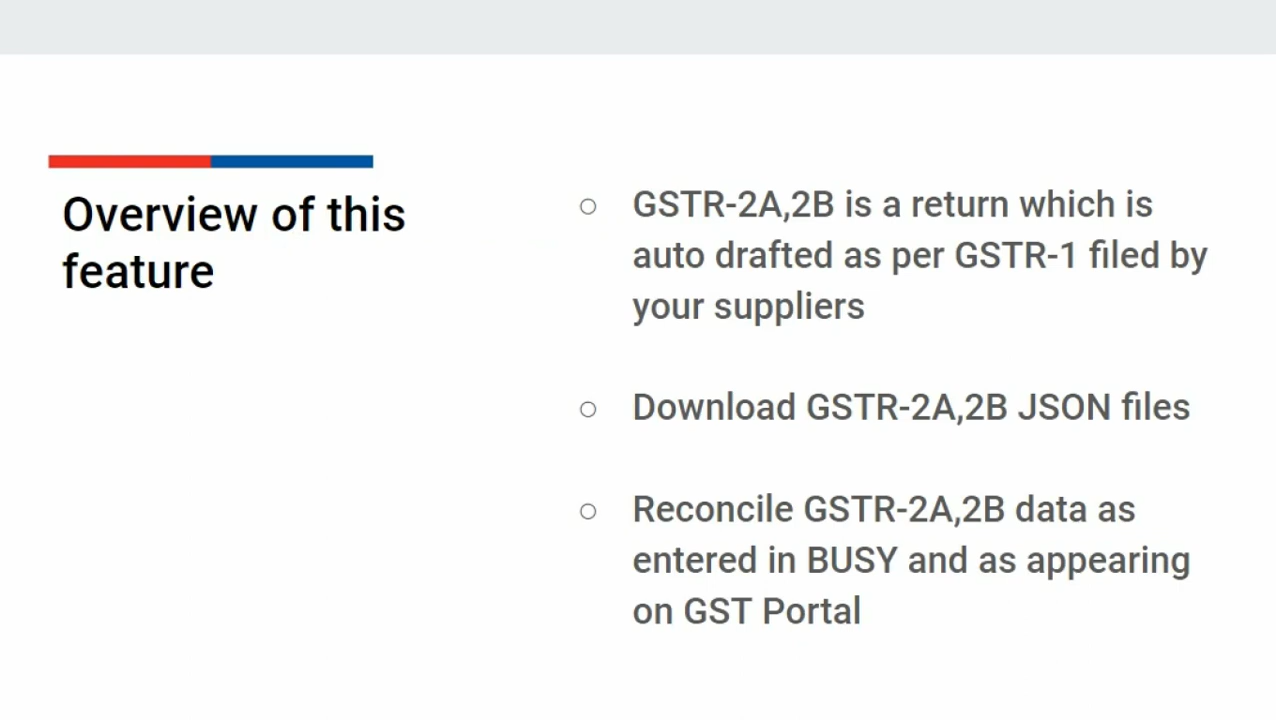 Overview of this
feature
○ GSTR-2A,2B is a return which is
auto drafted as per GSTR-1 filed by
your suppliers
○ Download GSTR-2A,2B JSON files
○ Reconcile GSTR-2A,2B data as
entered in BUSY and as appearing
on GST Portal